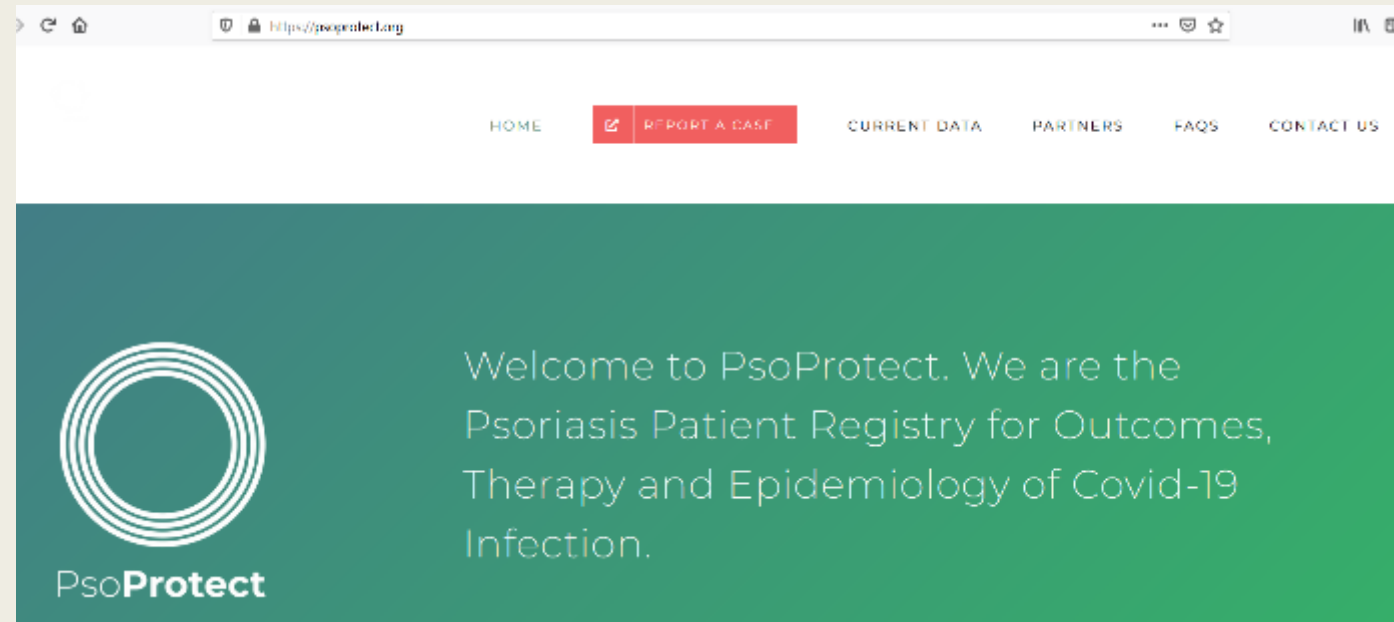 https://psoprotect.org
HOME
REPORT A CASE
CURRENT DATA
PARTNERS
FAQS
CONTACT US
Welcome to PsoProtect. We are the
Psoriasis Patient Registry for Outcomes,
Therapy and Epidemiology of Covid-19
Infection.
PsoProtect